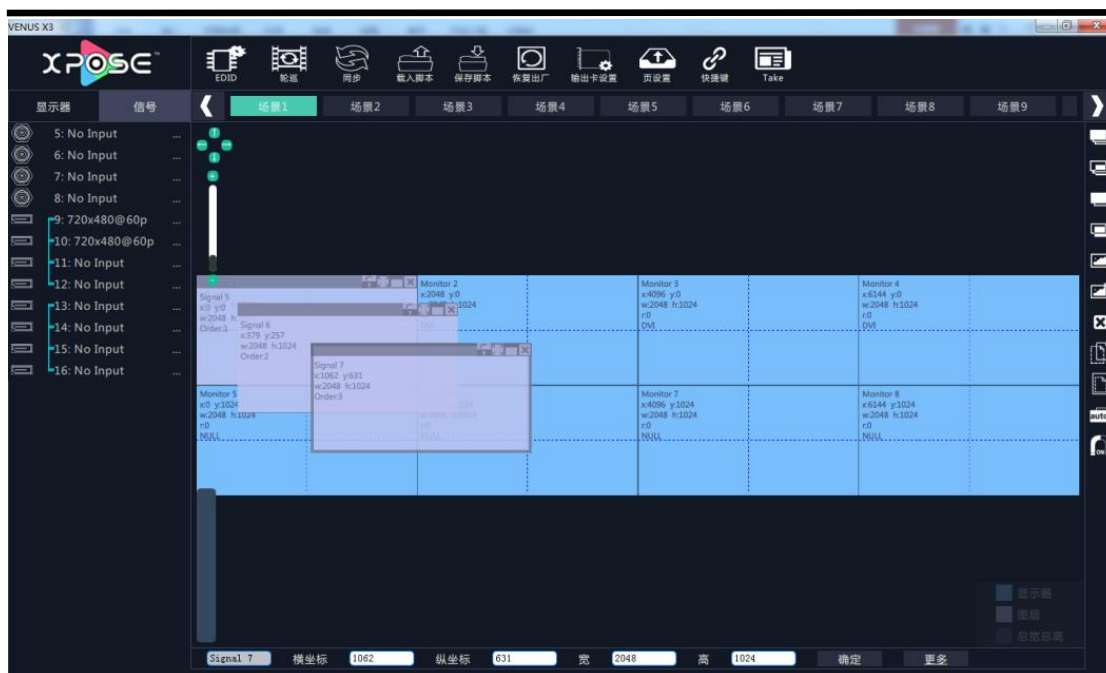 VENUS X3
XPOSE™
EDID
轮巡
同步
载入脚本
保存脚本
恢复出厂
输出卡设置
页设置
快捷键
Take
显示器
信号
场景1
场景2
场景3
场景4
场景5
场景6
场景7
场景8
场景9
5: No Input ...
6: No Input ...
7: No Input ...
8: No Input ...
9: 720x480@60p ...
10: 720x480@60p ...
11: No Input ...
12: No Input ...
13: No Input ...
14: No Input ...
15: No Input ...
16: No Input ...
Signal 5
x:0 y:0
w:2048 h:
Order:1
Signal 6
x:379 y:257
w:2048 h:1024
Order:2
Signal 7
x:1062 y:631
w:2048 h:1024
Order:3
Monitor 2
x:2048 y:0
1024
Monitor 3
x:4096 y:0
w:2048 h:1024
r:0
DVI
Monitor 4
x:6144 y:0
w:2048 h:1024
r:0
DVI
Monitor 5
x:0 y:1024
w:2048 h:1024
r:0
NULL
Monitor 7
x:4096 y:1024
w:2048 h:1024
r:0
NULL
Monitor 8
x:6144 y:1024
w:2048 h:1024
r:0
NULL
auto
ON
显示器
图层
总宽总高
Signal 7 横坐标 1062 纵坐标 631 宽 2048 高 1024 确定 更多